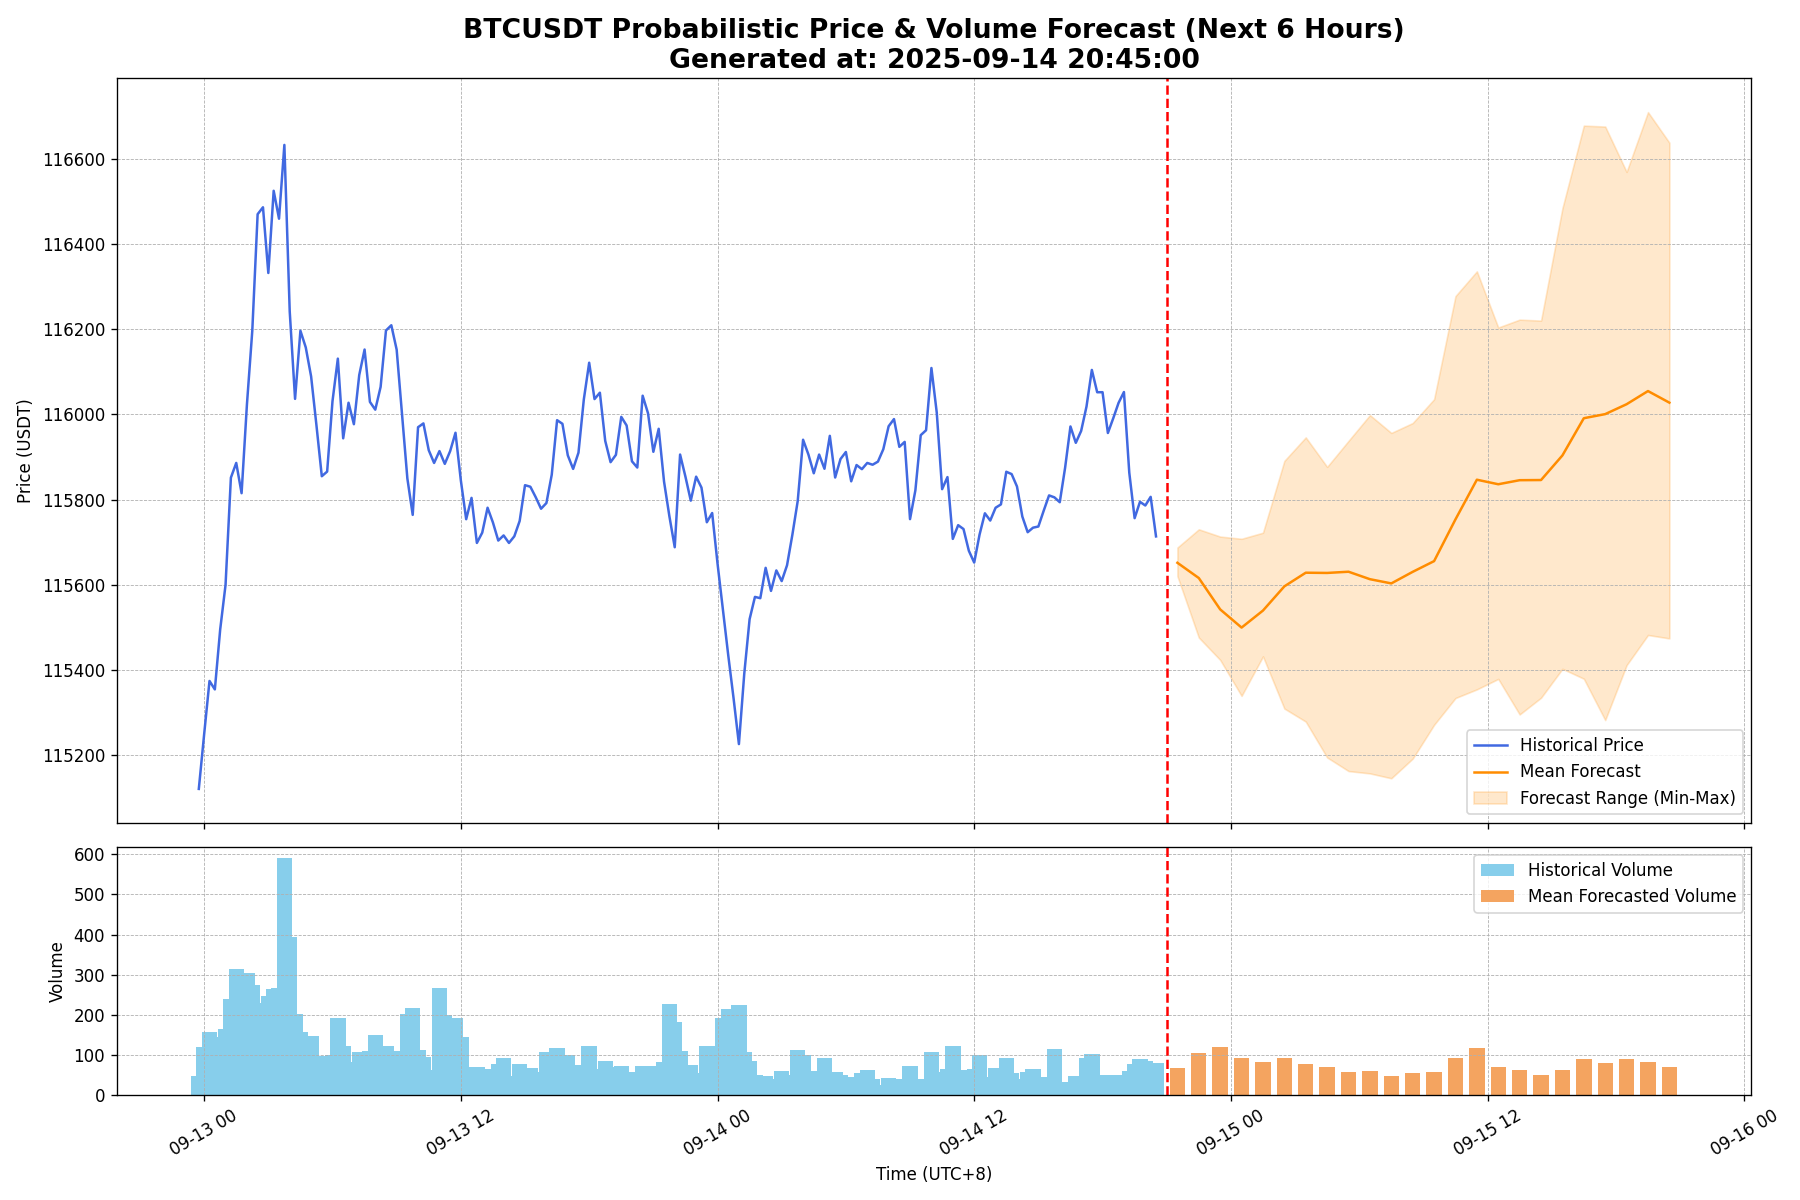 BTCUSDT Probabilistic Price & Volume Forecast (Next 6 Hours)
Generated at: 2025-09-14 20:45:00
Price (USDT)
116600
116400
116200
116000
115800
115600
115400
115200
Historical Price
Mean Forecast
Forecast Range (Min-Max)
Volume
600
500
400
300
200
100
0
Historical Volume
Mean Forecasted Volume
09-13 00
09-13 12
09-14 00
09-14 12
09-15 00
09-15 12
09-16 00
Time (UTC+8)